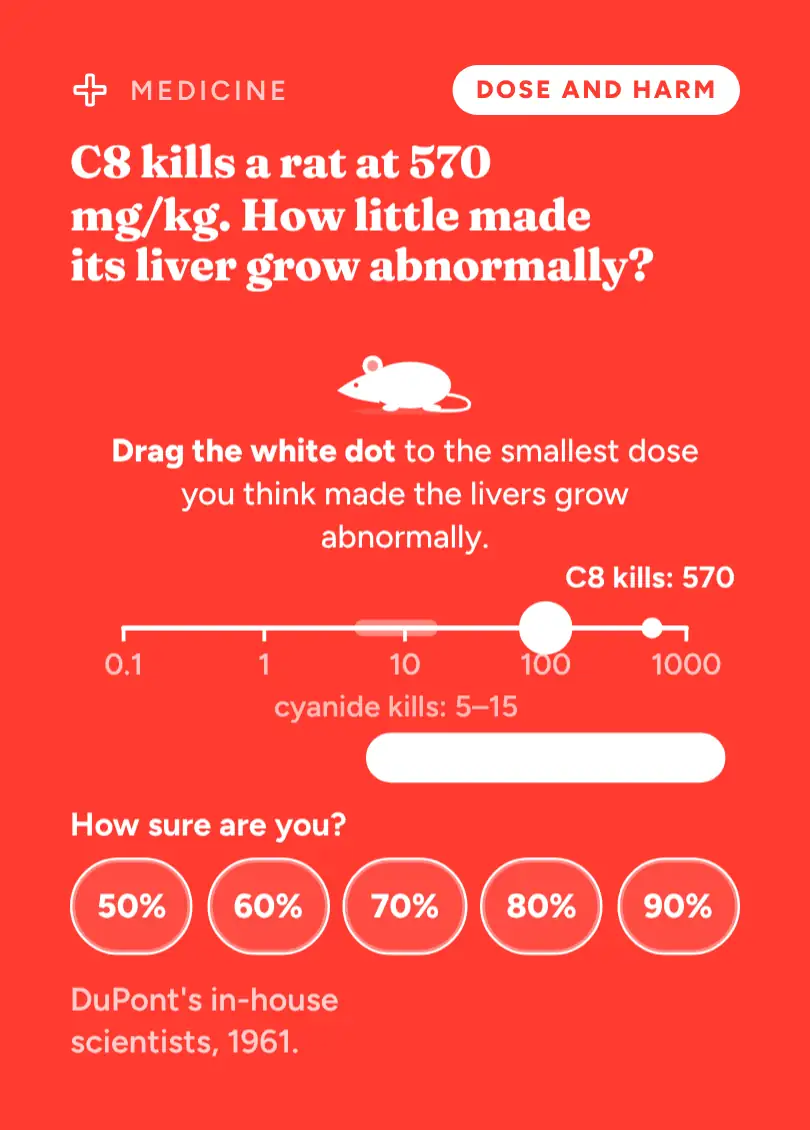 MEDICINE
DOSE AND HARM
C8 kills a rat at 570
mg/kg. How little made
its liver grow abnormally?
Drag the white dot to the smallest dose
you think made the livers grow
abnormally.
C8 kills: 570
0.1 1 10 100 1000
cyanide kills: 5–15
How sure are you?
50% 60% 70% 80% 90%
DuPont's in-house
scientists, 1961.